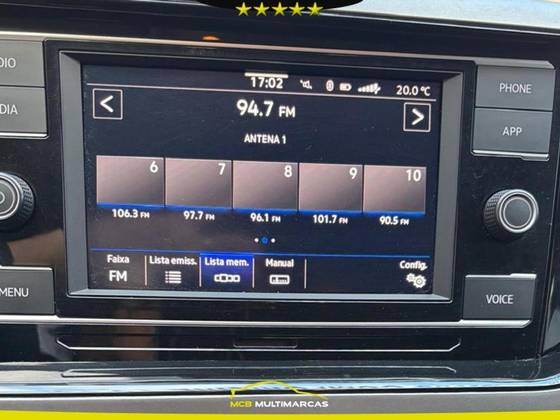 17:02
20.0 °C
94.7 FM
ANTENA 1
6 7 8 9 10
106.3 FM 97.7 FM 96.1 FM 101.7 FM 90.5 FM
Faixa Lista emiss. Lista mem. Manual Config.
FM
PHONE
APP
VOICE
MENU
MCB MULTIMARCAS